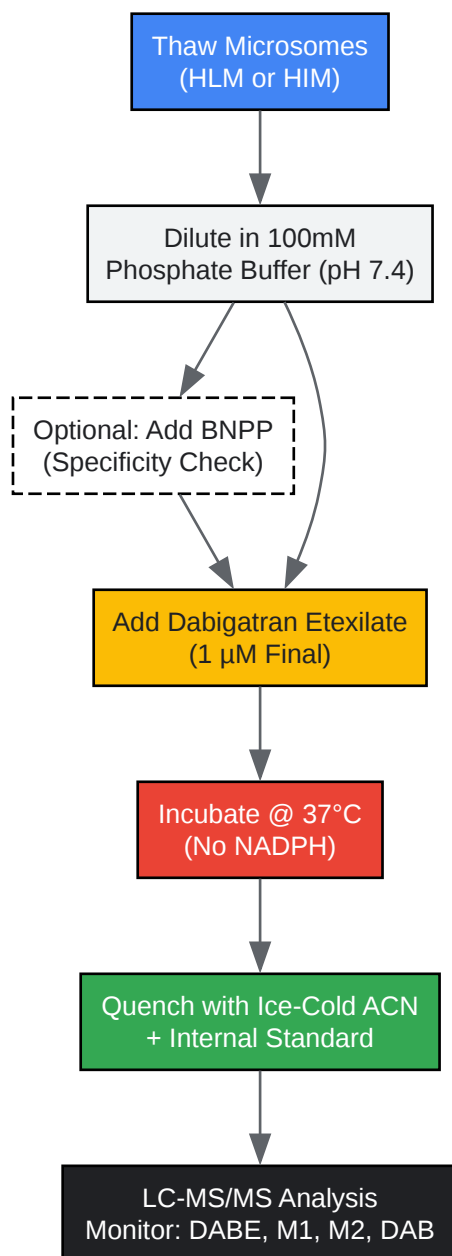 Thaw Microsomes
(HLM or HIM)
Dilute in 100mM
Phosphate Buffer (pH 7.4)
Optional: Add BNPP
(Specificity Check)
Add Dabigatran Etexilate
(1 µM Final)
Incubate @ 37°C
(No NADPH)
Quench with Ice-Cold ACN
+ Internal Standard
LC-MS/MS Analysis
Monitor: DABE, M1, M2, DAB